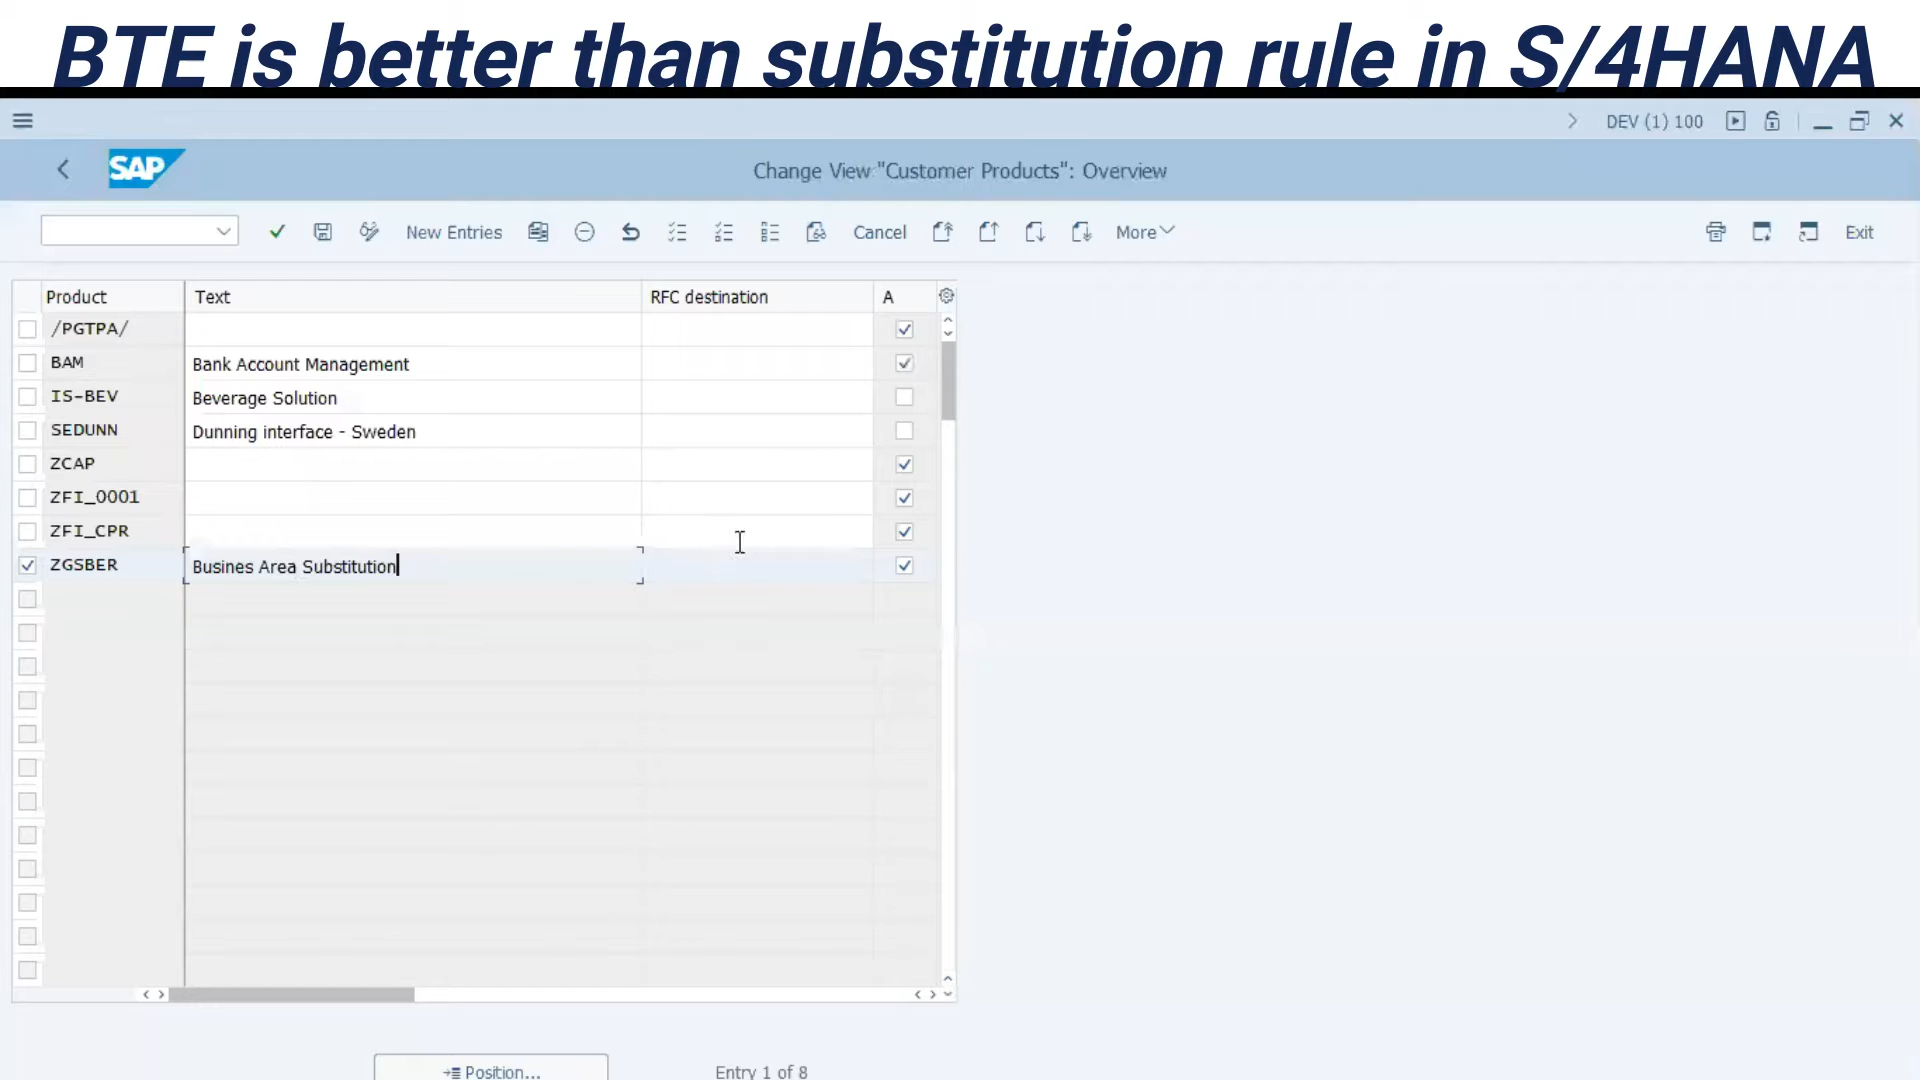 BTE is better than substitution rule in S/4HANA
DEV (1) 100
SAP
Change View "Customer Products": Overview
New Entries
Cancel
More
Exit
Product Text RFC destination A
/PGTPA/
BAM Bank Account Management
IS-BEV Beverage Solution
SEDUNN Dunning interface - Sweden
ZCAP
ZFI_0001
ZFI_CPR
ZGSBER Busines Area Substitution
Position... Entry 1 of 8